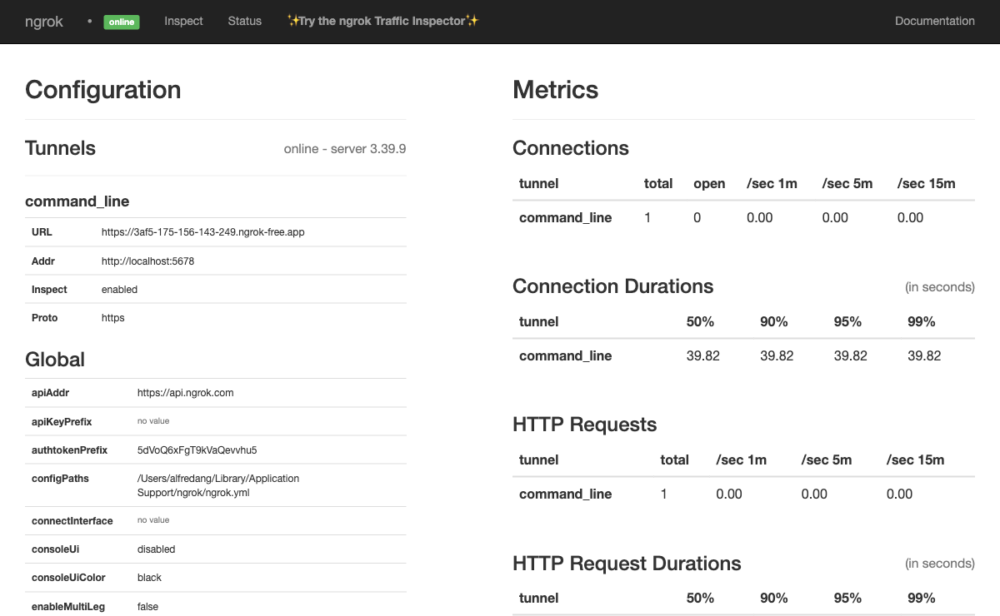 ngrok • online Inspect Status ✨Try the ngrok Traffic Inspector✨ Documentation
Configuration
Tunnels online - server 3.39.9
command_line
URL https://3af5-175-156-143-249.ngrok-free.app
Addr http://localhost:5678
Inspect enabled
Proto https
Global
apiAddr https://api.ngrok.com
apiKeyPrefix no value
authtokenPrefix 5dVoQ6xFgT9kVaQevvhu5
configPaths /Users/alfredang/Library/Application
Support/ngrok/ngrok.yml
connectInterface no value
consoleUi disabled
consoleUiColor black
enableMultiLeg false
Metrics
Connections
tunnel total open /sec 1m /sec 5m /sec 15m
command_line 1 0 0.00 0.00 0.00
Connection Durations (in seconds)
tunnel 50% 90% 95% 99%
command_line 39.82 39.82 39.82 39.82
HTTP Requests
tunnel total /sec 1m /sec 5m /sec 15m
command_line 1 0.00 0.00 0.00
HTTP Request Durations (in seconds)
tunnel 50% 90% 95% 99%